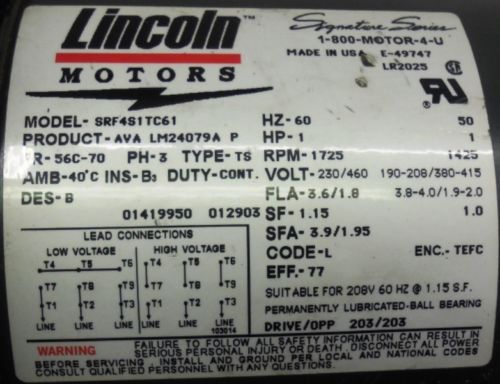 Lincoln™
MOTORS
Signature Series
1-800-MOTOR-4-U
MADE IN USA E-49747
LR2025
MODEL- SRF4S1TC61 HZ-60 50
PRODUCT- AVA LM24079A P HP-1 1
FR-56C-70 PH-3 TYPE-TS RPM-1725 1425
AMB-40°C INS-B3 DUTY-CONT. VOLT-230/460 190-208/380-415
DES-B FLA-3.6/1.8 3.8-4.0/1.9-2.0
01419950 012903 SF-1.15 1.0
SFA-3.9/1.95
CODE-L ENC.-TEFC
EFF.-77
LEAD CONNECTIONS
LOW VOLTAGE HIGH VOLTAGE
T4 T5 T6 T4 T5 T6
T7 T8 T9 T7 T8 T9
T1 T2 T3 T1 T2 T3
LINE LINE LINE LINE LINE LINE
103014
SUITABLE FOR 208V 60 HZ @ 1.15 S.F.
PERMANENTLY LUBRICATED-BALL BEARING
DRIVE/OPP 203/203
WARNING FAILURE TO FOLLOW ALL SAFETY INFORMATION CAN RESULT IN
SERIOUS PERSONAL INJURY OR DEATH. DISCONNECT ALL POWER
BEFORE SERVICING. INSTALL AND GROUND PER LOCAL AND NATIONAL CODES
CONSULT QUALIFIED PERSONNEL WITH ANY QUESTIONS.